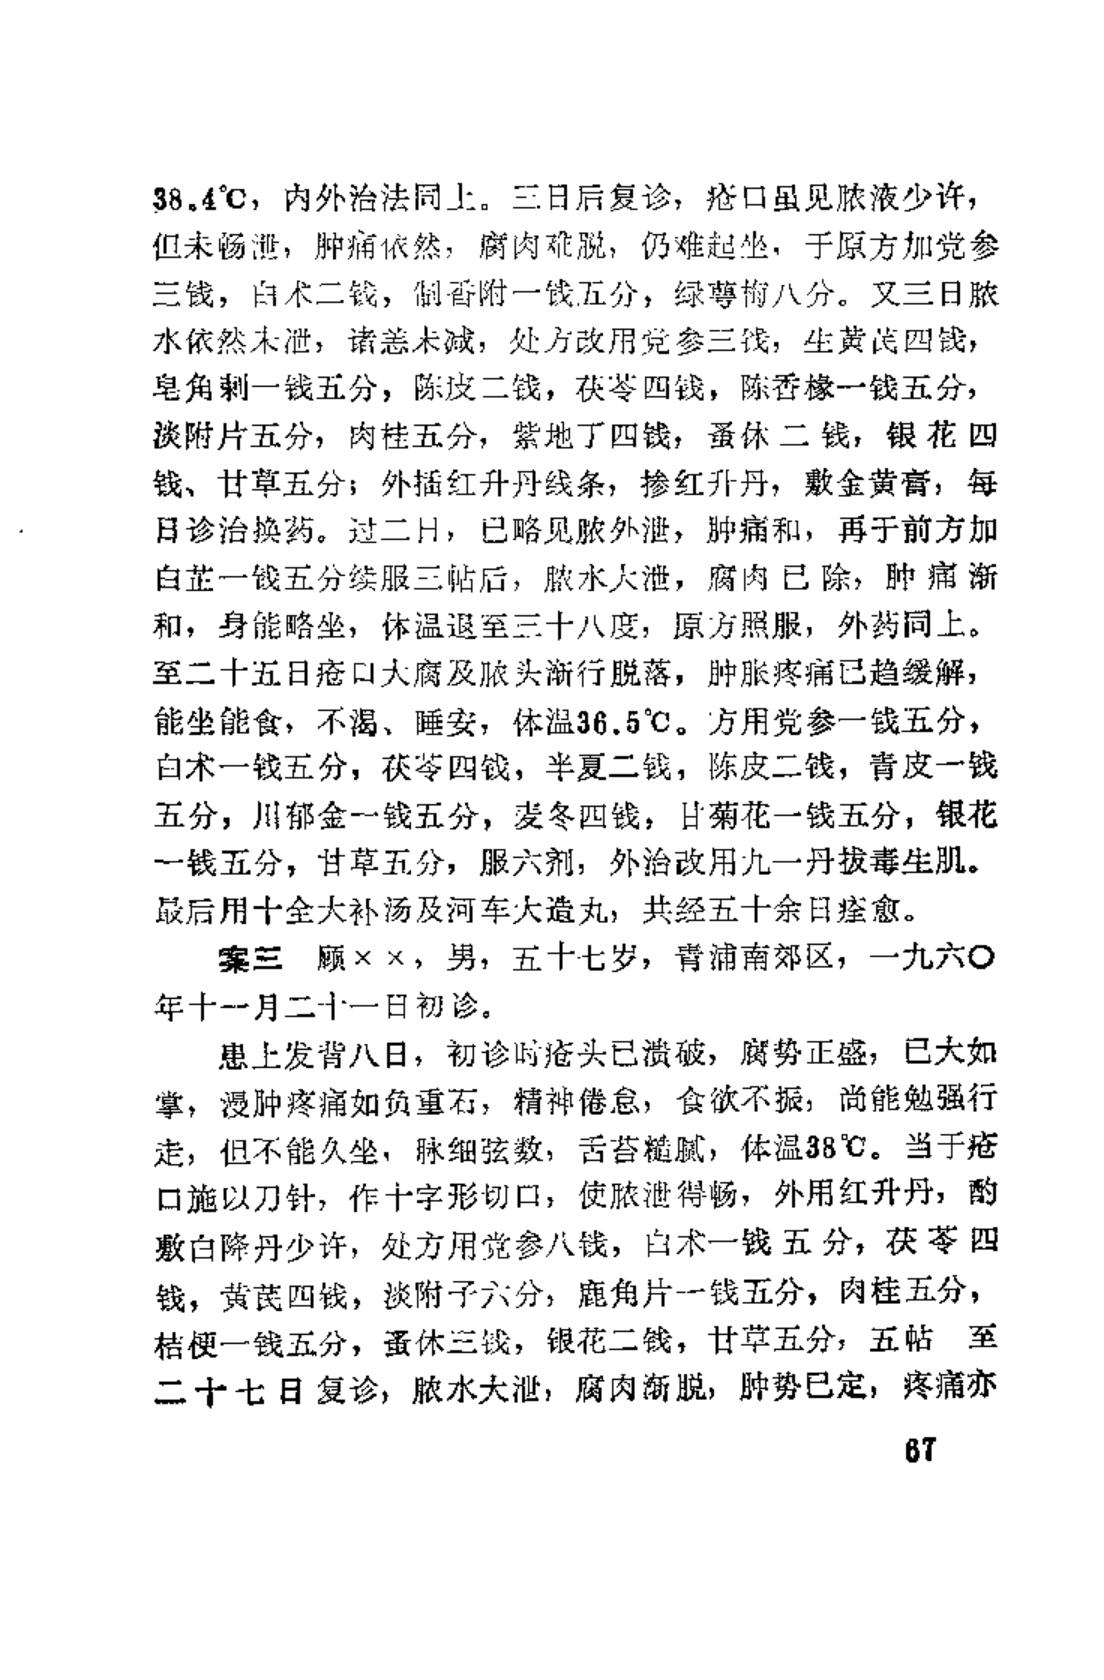 38.4℃，内外治法同上。三日后复诊，疮口虽见脓液少许，
但未畅泄，肿痛依然，腐肉难脱，仍难起坐，于原方加党参
三钱，白术二钱，制香附一钱五分，绿萼梅八分。又三日脓
水依然未泄，诸恙未减，处方改用党参三钱，生黄芪四钱，
皂角刺一钱五分，陈皮二钱，茯苓四钱，陈香橼一钱五分，
淡附片五分，肉桂五分，紫地丁四钱，蚤休二钱，银花四
钱、甘草五分；外插红升丹线条，掺红升丹，敷金黄膏，每
日诊治换药。过二日，已略见脓外泄，肿痛和，再于前方加
白芷一钱五分续服三帖后，脓水大泄，腐肉已除，肿痛渐
和，身能略坐，体温退至三十八度，原方照服，外药同上。
至二十五日疮口大腐及脓头渐行脱落，肿胀疼痛已趋缓解，
能坐能食，不渴、睡安，体温36.5℃。方用党参一钱五分，
白术一钱五分，茯苓四钱，半夏二钱，陈皮二钱，青皮一钱
五分，川郁金一钱五分，麦冬四钱，甘菊花一钱五分，银花
一钱五分，甘草五分，服六剂，外治改用九一丹拔毒生肌。
最后用十全大补汤及河车大造丸，共经五十余日痊愈。
案三　顾××，男，五十七岁，青浦南郊区，一九六〇
年十一月二十一日初诊。
患上发背八日，初诊时疮头已溃破，腐势正盛，已大如
掌，漫肿疼痛如负重石，精神倦怠，食欲不振，尚能勉强行
走，但不能久坐，脉细弦数，舌苔糙腻，体温38℃。当于疮
口施以刀针，作十字形切口，使脓泄得畅，外用红升丹，酌
敷白降丹少许，处方用党参八钱，白术一钱五分，茯苓四
钱，黄芪四钱，淡附子六分，鹿角片一钱五分，肉桂五分，
桔梗一钱五分，蚤休三钱，银花二钱，甘草五分，五帖　至
二十七日复诊，脓水大泄，腐肉渐脱，肿势已定，疼痛亦
67